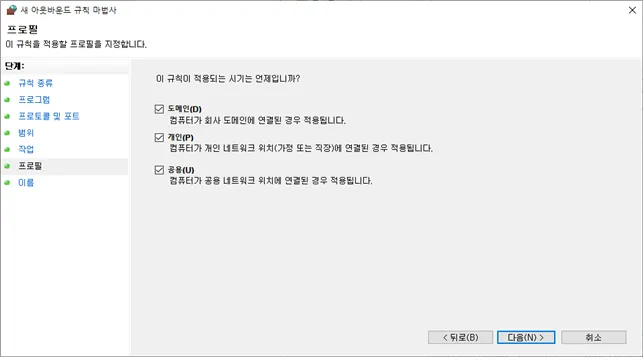 새 아웃바운드 규칙 마법사
프로필
이 규칙을 적용할 프로필을 지정합니다.
단계:
규칙 종류
프로그램
프로토콜 및 포트
범위
작업
프로필
이름
이 규칙이 적용되는 시기는 언제입니까?
도메인(D)
컴퓨터가 회사 도메인에 연결된 경우 적용됩니다.
개인(P)
컴퓨터가 개인 네트워크 위치(가정 또는 직장)에 연결된 경우 적용됩니다.
공용(U)
컴퓨터가 공용 네트워크 위치에 연결된 경우 적용됩니다.
< 뒤로(B) 다음(N) > 취소